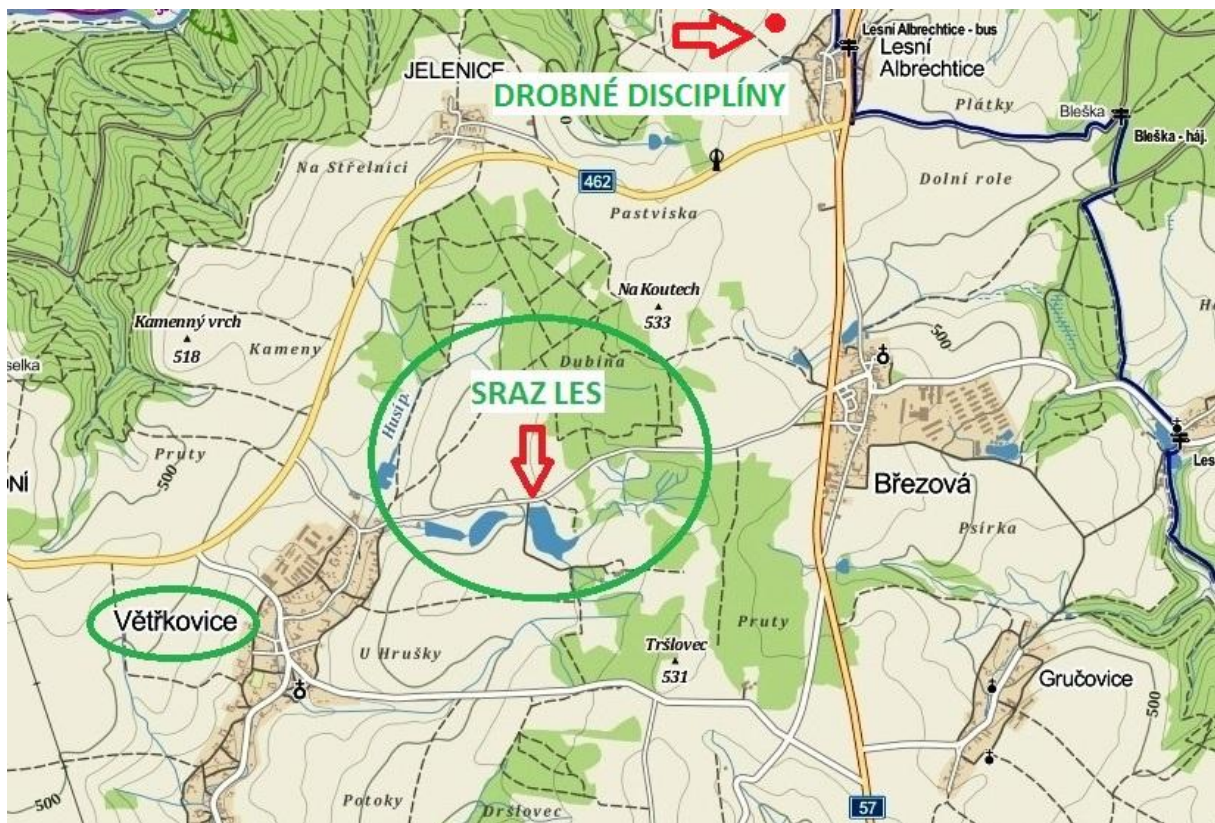 Lesní Albrechtice - bus
Lesní
Albrechtice
JELENICE
DROBNÉ DISCIPLÍNY
Plátky
Bleška
Bleška - háj.
Na Střelnici
462
Dolní role
Pastviska
Na Koutech
533
Kamenný vrch
518
Kameny
500
selka
Dubina
SRAZ LES
Husí p.
Pruty
500
Březová
Les
Psírka
Větřkovice
U Hrušky
Tršlovec
531
Pruty
Gručovice
500
500
Potoky
Dršlovec
57